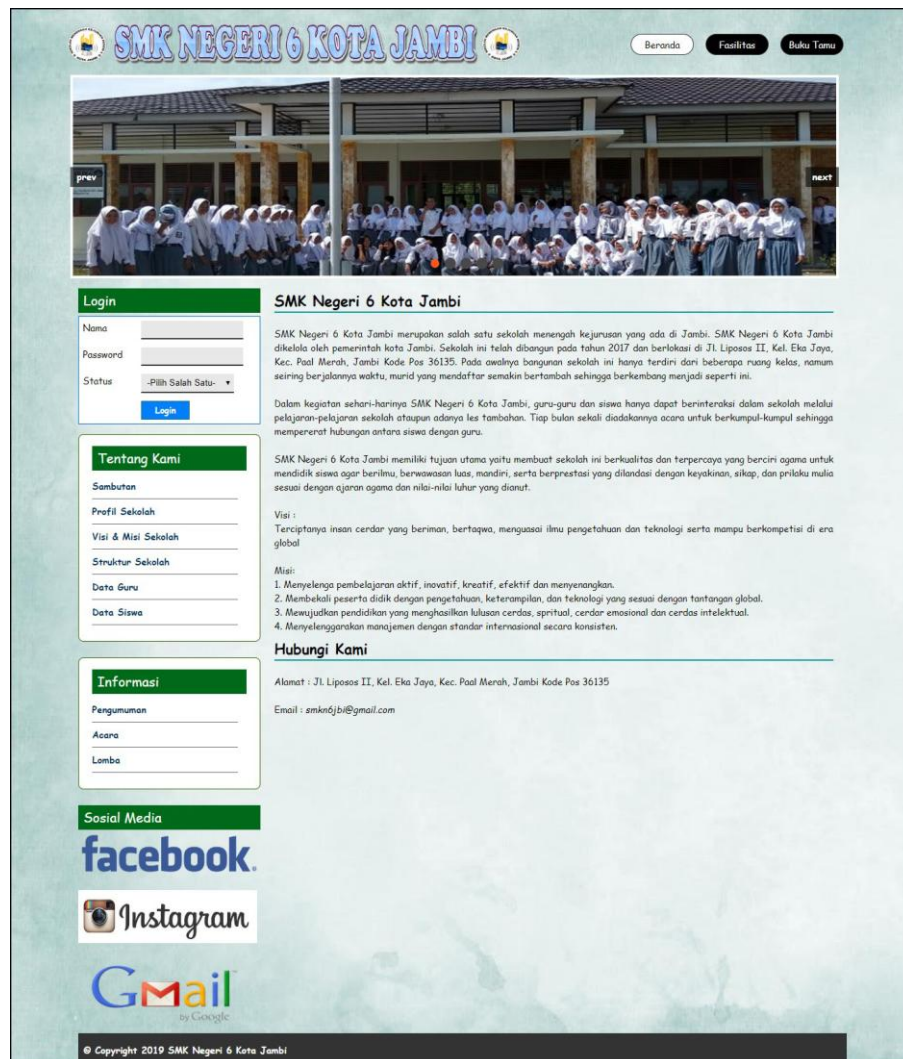 SMK NEGERI 6 KOTA JAMBI
Beranda
Fasilitas
Buku Tamu
prev
next
Login
Nama
Password
Status
-Pilih Salah Satu-
Login
Tentang Kami
Sambutan
Profil Sekolah
Visi & Misi Sekolah
Struktur Sekolah
Data Guru
Data Siswa
Informasi
Pengumuman
Acara
Lomba
Sosial Media
facebook.
Instagram
Gmail
by Google
SMK Negeri 6 Kota Jambi
SMK Negeri 6 Kota Jambi merupakan salah satu sekolah menengah kejurusan yang ada di Jambi. SMK Negeri 6 Kota Jambi
dikelola oleh pemerintah kota Jambi. Sekolah ini telah dibangun pada tahun 2017 dan berlokasi di Jl. Liposos II, Kel. Eka Jaya,
Kec. Paal Merah, Jambi Kode Pos 36135. Pada awalnya bangunan sekolah ini hanya terdiri dari beberapa ruang kelas, namum
seiring berjalannya waktu, murid yang mendaftar semakin bertambah sehingga berkembang menjadi seperti ini.
Dalam kegiatan sehari-harinya SMK Negeri 6 Kota Jambi, guru-guru dan siswa hanya dapat berinteraksi dalam sekolah melalui
pelajaran-pelajaran sekolah ataupun adanya les tambahan. Tiap bulan sekali diadakannya acara untuk berkumpul-kumpul sehingga
mempererat hubungan antara siswa dengan guru.
SMK Negeri 6 Kota Jambi memiliki tujuan utama yaitu membuat sekolah ini berkualitas dan terpercaya yang berciri agama untuk
mendidik siswa agar berilmu, berwawasan luas, mandiri, serta berprestasi yang dilandasi dengan keyakinan, sikap, dan prilaku mulia
sesuai dengan ajaran agama dan nilai-nilai luhur yang dianut.
Visi :
Terciptanya insan cerdar yang beriman, bertaqwa, menguasai ilmu pengetahuan dan teknologi serta mampu berkompetisi di era
global
Misi:
1. Menyelenga pembelajaran aktif, inovatif, kreatif, efektif dan menyenangkan.
2. Membekali peserta didik dengan pengetahuan, keterampilan, dan teknologi yang sesuai dengan tantangan global.
3. Mewujudkan pendidikan yang menghasilkan lulusan cerdas, spritual, cerdar emosional dan cerdas intelektual.
4. Menyelenggarakan manajemen dengan standar internasional secara konsisten.
Hubungi Kami
Alamat : Jl. Liposos II, Kel. Eka Jaya, Kec. Paal Merah, Jambi Kode Pos 36135
Email : smkn6jbi@gmail.com
© Copyright 2019 SMK Negeri 6 Kota Jambi